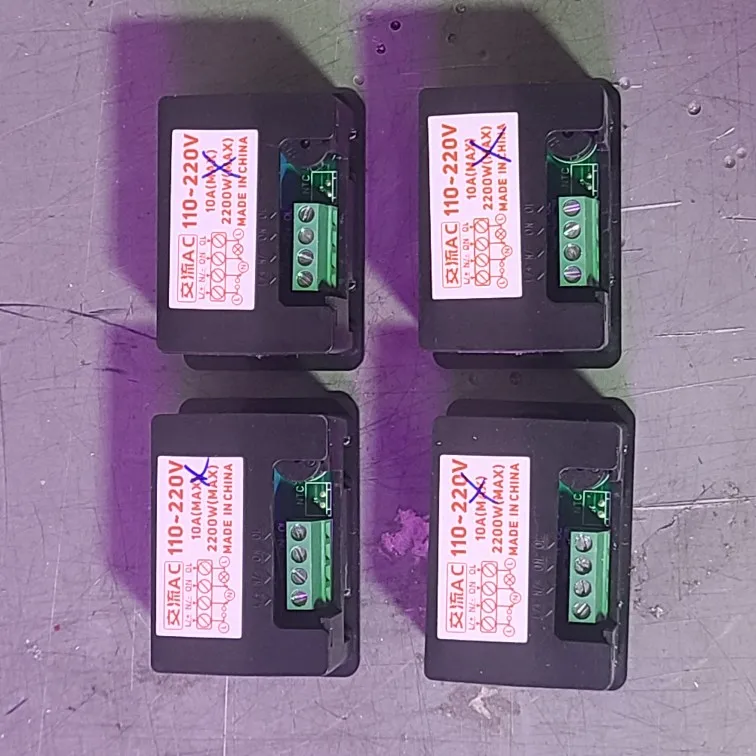 交流AC 110~220V
10A(MAX)
2200W(MAX)
MADE IN CHINA
L/+ N/- ON OL
L N L
NTC
交流AC 110~220V
10A(MAX)
2200W(MAX)
MADE IN CHINA
L/+ N/- ON OL
L N L
NTC
交流AC 110~220V
10A(MAX)
2200W(MAX)
MADE IN CHINA
L/+ N/- ON OL
L N L
NTC
交流AC 110~220V
10A(MAX)
2200W(MAX)
MADE IN CHINA
L/+ N/- ON OL
L N L
NTC